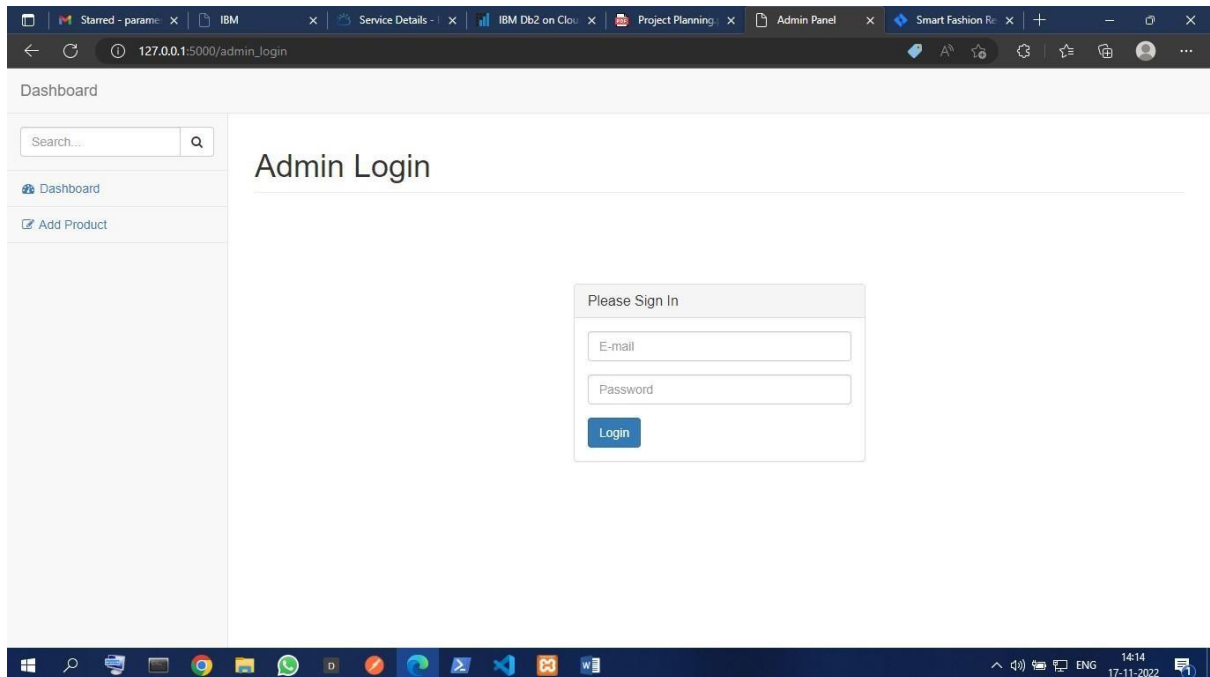 Starred - parame
IBM
Service Details - I
IBM Db2 on Clou
Project Planning.
Admin Panel
Smart Fashion Re
127.0.0.1:5000/admin_login
Dashboard
Search...
Admin Login
Dashboard
Add Product
Please Sign In
E-mail
Password
Login
ENG
14:14
17-11-2022